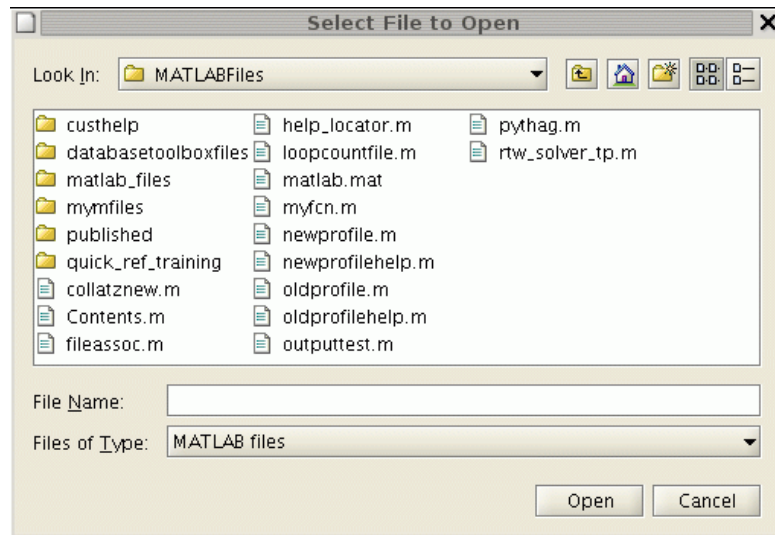 Select File to Open
Look In: MATLABFiles
custhelp
databasetoolboxfiles
matlab_files
mymfiles
published
quick_ref_training
collatznew.m
Contents.m
fileassoc.m
help_locator.m
loopcountfile.m
matlab.mat
myfcn.m
newprofile.m
newprofilehelp.m
oldprofile.m
oldprofilehelp.m
outputtest.m
pythag.m
rtw_solver_tp.m
File Name:
Files of Type: MATLAB files
Open Cancel